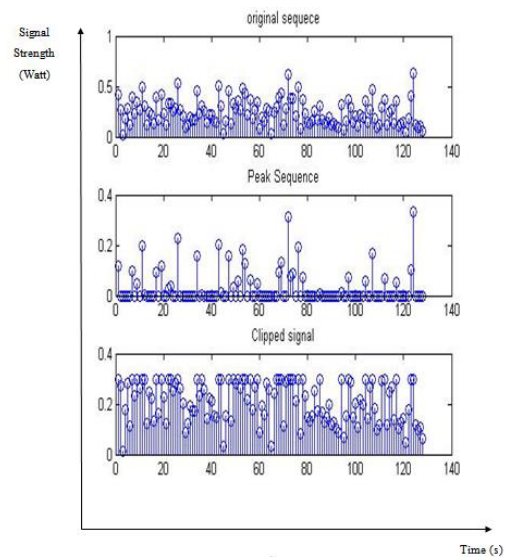 Signal
Strength
(Watt)
original sequece
1
0.5
0
0 20 40 60 80 100 120 140
Peak Sequence
0.4
0.2
0
0 20 40 60 80 100 120 140
Clipped signal
0.4
0.2
0
0 20 40 60 80 100 120 140
Time (s)